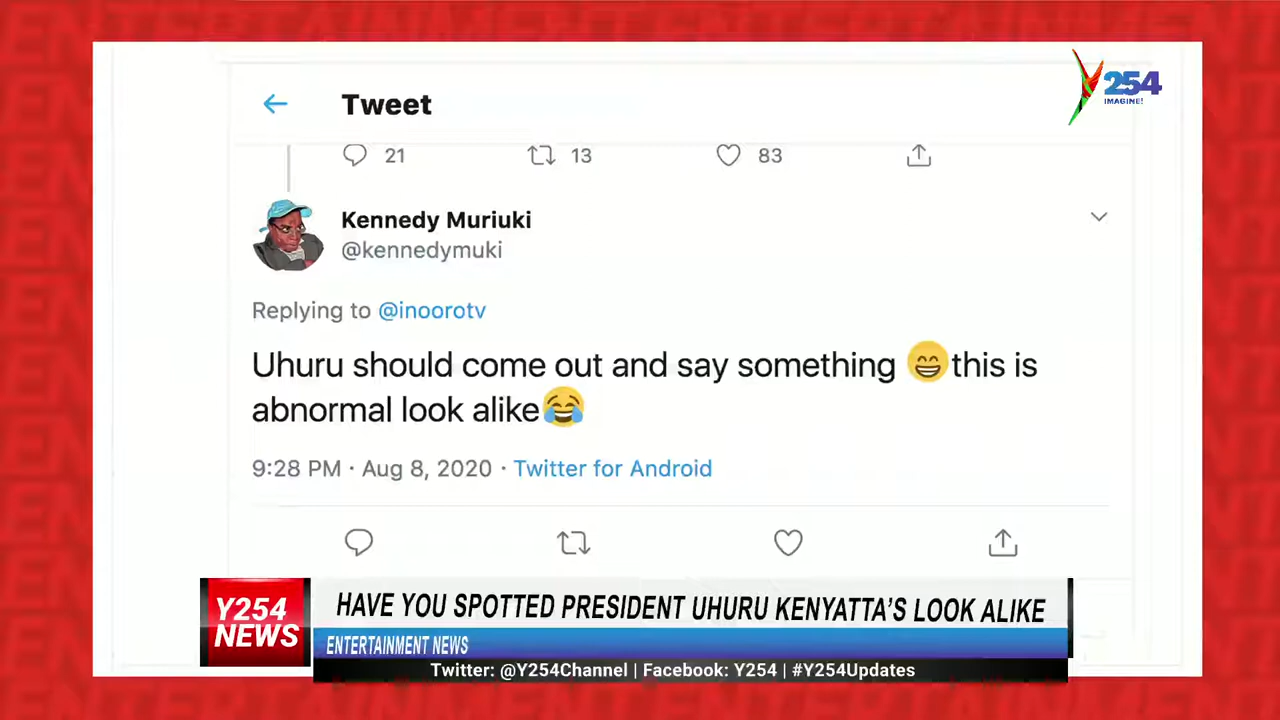 ENTERTAINMENT
254
IMAGINE!
Tweet
21 13 83
Kennedy Muriuki
@kennedymuki
Replying to @inoorotv
Uhuru should come out and say something 😁this is
abnormal look alike😂
9:28 PM · Aug 8, 2020 · Twitter for Android
Y254
NEWS
HAVE YOU SPOTTED PRESIDENT UHURU KENYATTA'S LOOK ALIKE
ENTERTAINMENT NEWS
Twitter: @Y254Channel | Facebook: Y254 | #Y254Updates